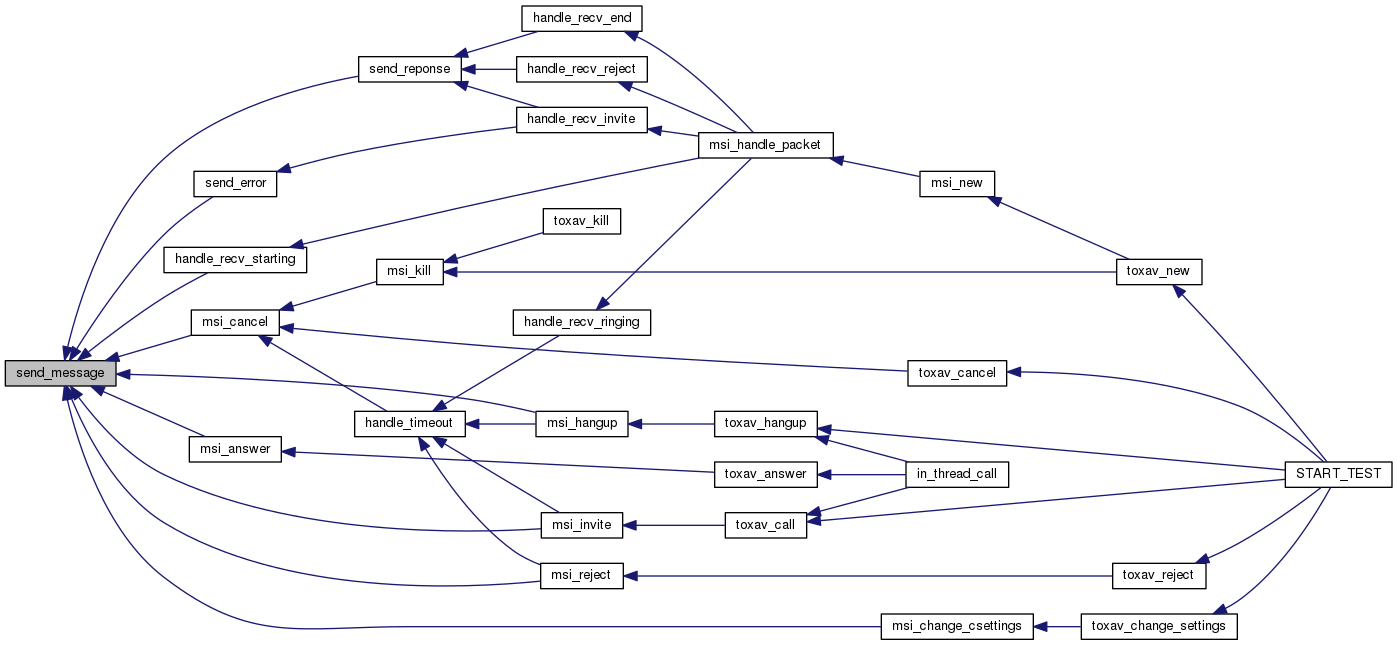 handle_recv_end
send_reponse
handle_recv_reject
handle_recv_invite
msi_handle_packet
send_error
msi_new
toxav_kill
handle_recv_starting
msi_kill
toxav_new
msi_cancel
handle_recv_ringing
send_message
toxav_cancel
handle_timeout
msi_hangup
toxav_hangup
msi_answer
toxav_answer
in_thread_call
START_TEST
msi_invite
toxav_call
msi_reject
toxav_reject
msi_change_csettings
toxav_change_settings